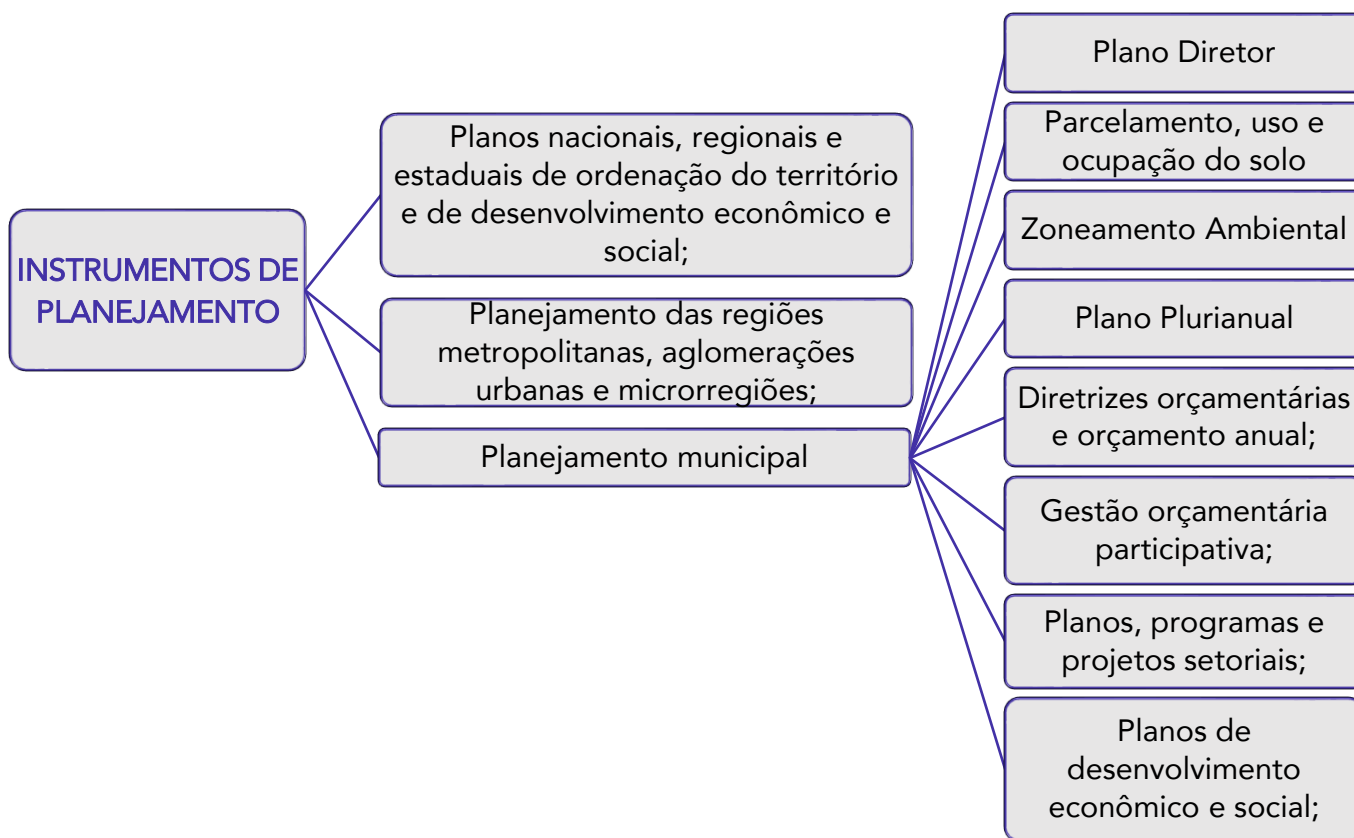 INSTRUMENTOS DE
PLANEJAMENTO
Planos nacionais, regionais e
estaduais de ordenação do território
e de desenvolvimento econômico e
social;
Planejamento das regiões
metropolitanas, aglomerações
urbanas e microrregiões;
Planejamento municipal
Plano Diretor
Parcelamento, uso e
ocupação do solo
Zoneamento Ambiental
Plano Plurianual
Diretrizes orçamentárias
e orçamento anual;
Gestão orçamentária
participativa;
Planos, programas e
projetos setoriais;
Planos de
desenvolvimento
econômico e social;